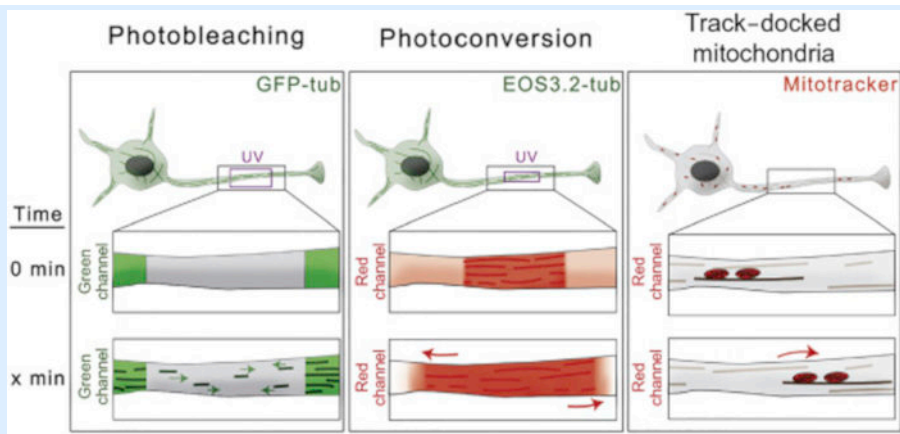 Photobleaching
Photoconversion
Track-docked
mitochondria
GFP-tub
UV
EOS3.2-tub
UV
Mitotracker
Time
0 min
Green
channel
Red
channel
Red
channel
x min
Green
channel
Red
channel
Red
channel